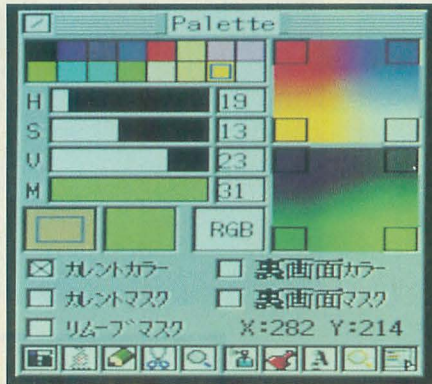 Palette
H 19
S 13
V 23
M 31
RGB
カレントカラー 裏画面カラー
カレントマスク 裏画面マスク
リムーブマスク X:282 Y:214
A